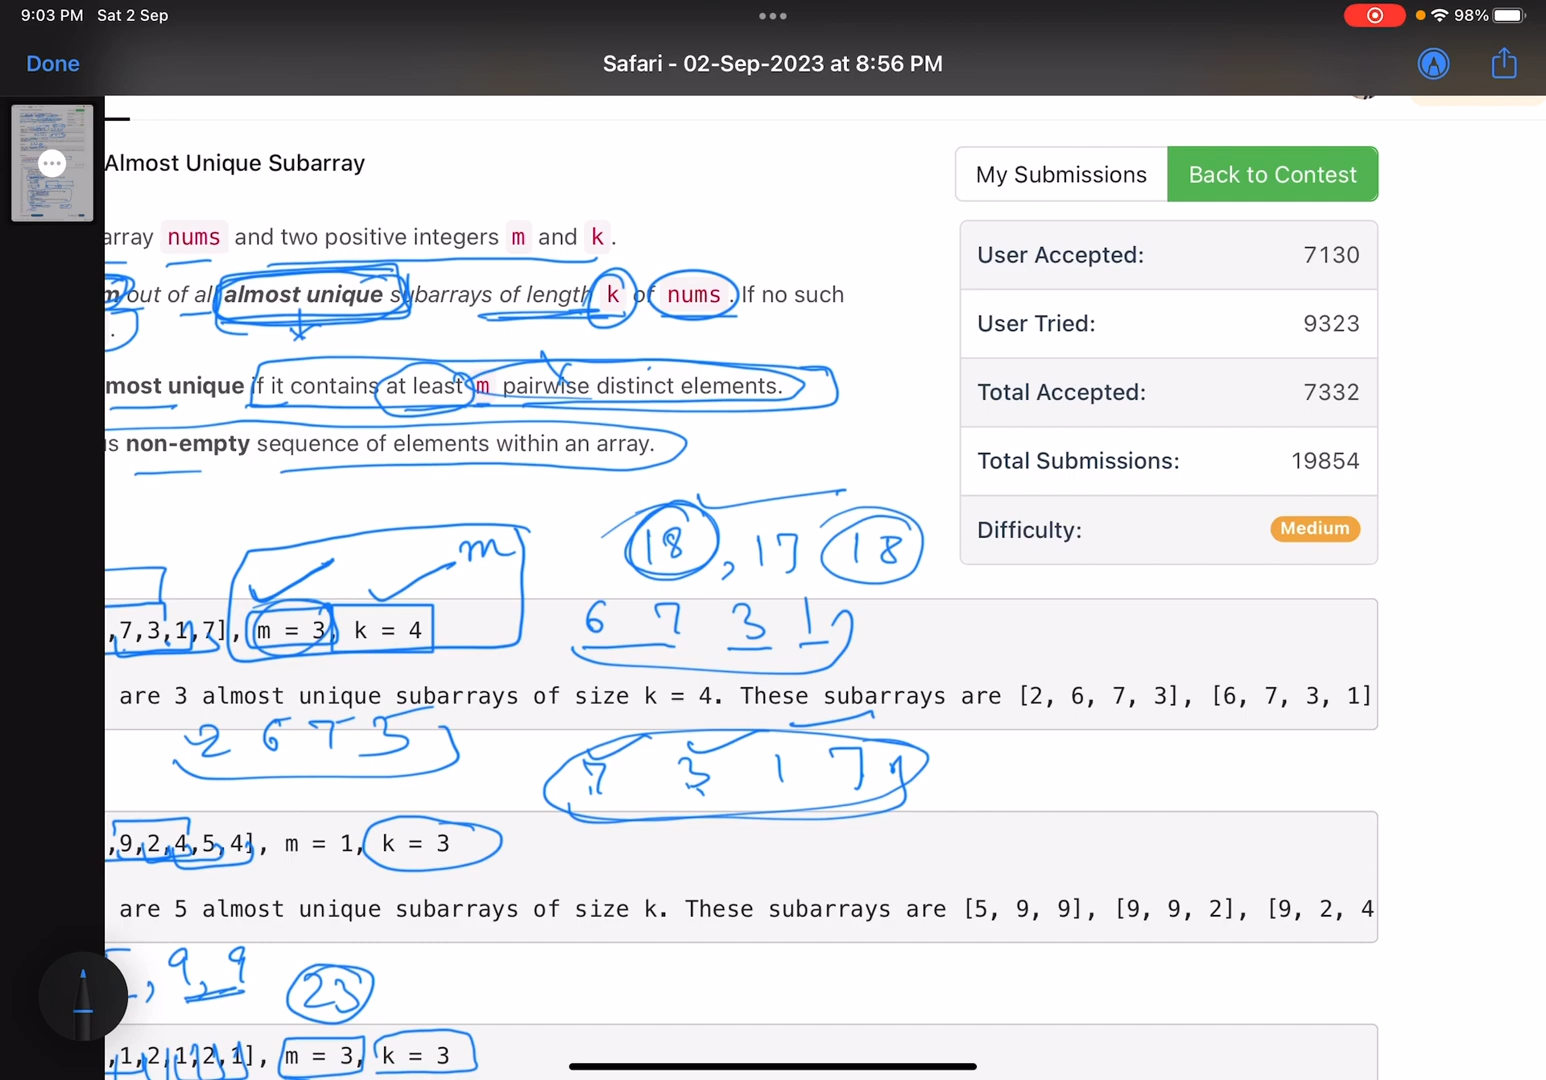 9:03 PM Sat 2 Sep
98%
Done
Safari - 02-Sep-2023 at 8:56 PM
Almost Unique Subarray
My Submissions
Back to Contest
array nums and two positive integers m and k.
User Accepted: 7130
m out of all almost unique subarrays of length k of nums. If no such
.
User Tried: 9323
most unique if it contains at least m pairwise distinct elements.
Total Accepted: 7332
is non-empty sequence of elements within an array.
Total Submissions: 19854
Difficulty: Medium
m
18, 17 18
,7,3,1,7], m = 3, k = 4
6 7 3 1
are 3 almost unique subarrays of size k = 4. These subarrays are [2, 6, 7, 3], [6, 7, 3, 1]
2 6 7 3
7 3 1 7
,9,2,4,5,4], m = 1, k = 3
are 5 almost unique subarrays of size k. These subarrays are [5, 9, 9], [9, 9, 2], [9, 2, 4
, 9, 9 23
,1,2,1,2,1], m = 3, k = 3